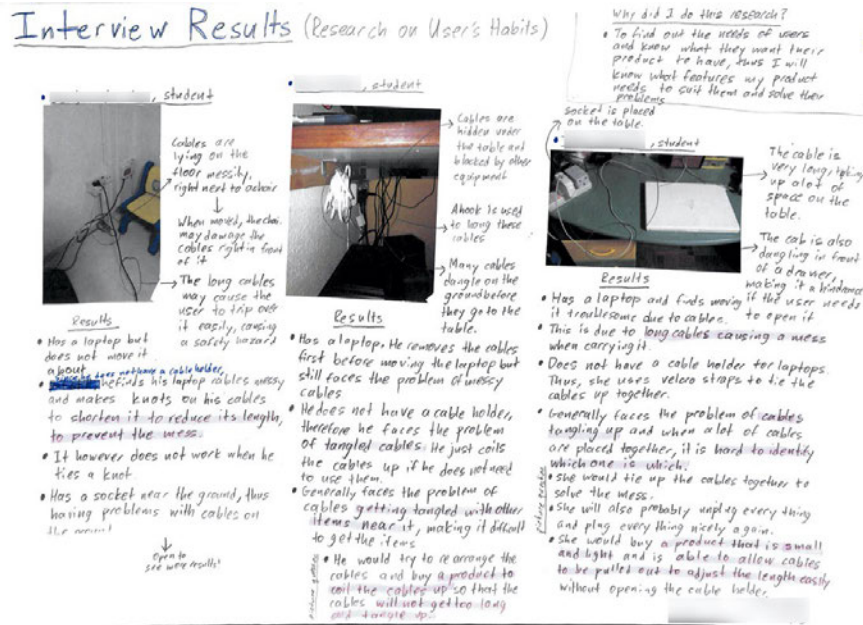 Interview Results (Research on User's Habits)
Why did I do this research?
• To find out the needs of users
and know what they want their
product to have, thus I will
know what features my product
needs to suit them and solve their
problems
• , student
Cables are
lying on the
floor messily,
right next to a chair
When moved, the chair
may damage the
cables right in front
of it
The long cables
may cause the
user to trip over
it easily, causing
a safety hazard
Results
• Has a laptop but
does not move it
about
since he does not have a cable holder,
• he finds his laptop cables messy
and makes knots on his cables
to shorten it to reduce its length,
to prevent the mess.
• It however does not work when he
ties a knot
• Has a socket near the ground, thus
having problems with cables on
the ground
Open to
see more results!
• , student
Cables are
hidden under
the table and
blocked by other
equipment
A hook is used
to hang these
cables
Many cables
dangle on the
ground before
they go to the
table.
Results
• Has a laptop. He removes the cables
first before moving the laptop but
still faces the problem of messy
cables
• He does not have a cable holder,
therefore he faces the problem
of tangled cables. He just coils
the cables up if he does not need
to use them.
• Generally faces the problem of
cables getting tangled with other
items near it, making it difficult
to get the items
• He would try to rearrange the
cables and buy a product to
coil the cables up so that the
cables will not get too long
and tangle up.
socket is placed
on the table.
• , student
The cable is
very long, taking
up a lot of
space on the
table.
The cab is also
dangling in front
of a drawer,
making it a hindrance
if the user needs
to open it
Results
• Has a laptop and finds moving
it troublesome due to cables.
• This is due to long cables causing a mess
when carrying it.
• Does not have a cable holder for laptops.
Thus, she uses velcro straps to tie the
cables up together.
• Generally faces the problem of cables
tangling up and when a lot of cables
are placed together, it is hard to identify
which one is which.
• She would tie up the cables together to
solve the mess.
• She will also probably unplug every thing
and plug every thing nicely again.
• She would buy a product that is small
and light and is able to allow cables
to be pulled out to adjust the length easily
without opening the cable holder.